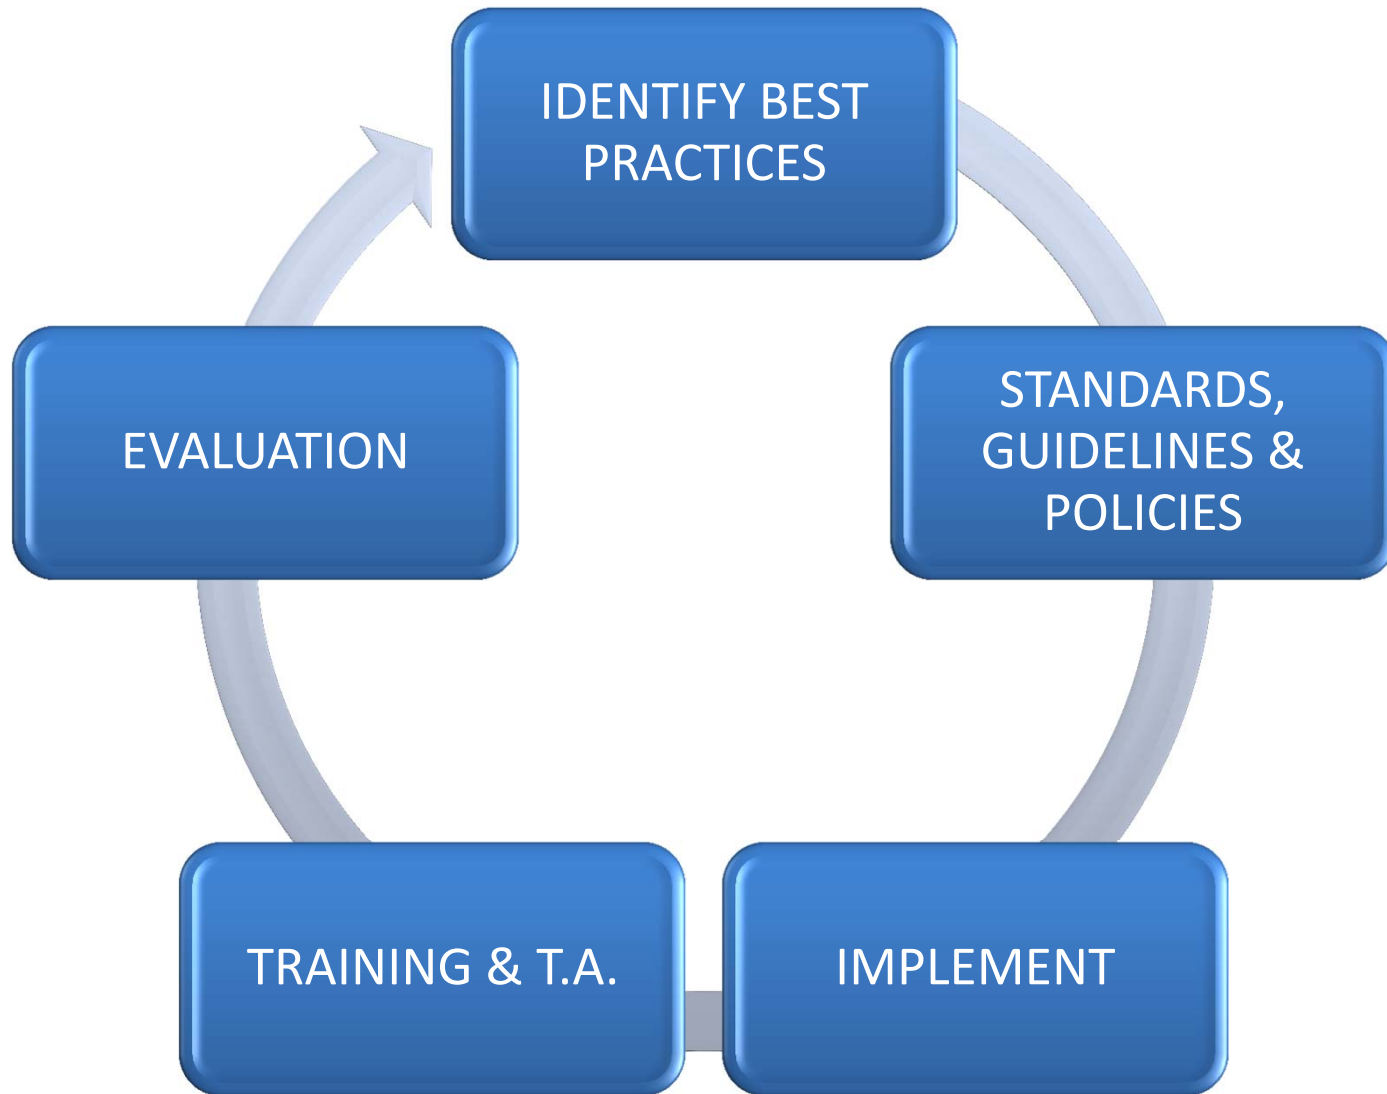 IDENTIFY BEST
PRACTICES
STANDARDS,
GUIDELINES &
POLICIES
IMPLEMENT
TRAINING & T.A.
EVALUATION